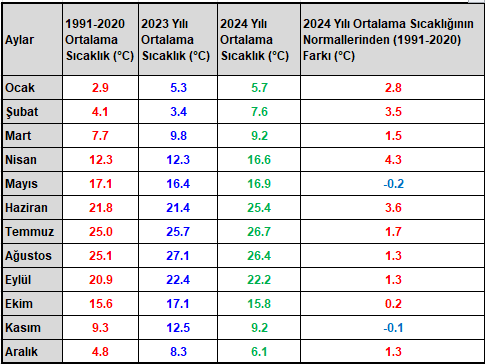 Aylar 1991-2020 Ortalama Sıcaklık (°C) 2023 Yılı Ortalama Sıcaklık (°C) 2024 Yılı Ortalama Sıcaklık (°C) 2024 Yılı Ortalama Sıcaklığının Normallerinden (1991-2020) Farkı (°C)
Ocak 2.9 5.3 5.7 2.8
Şubat 4.1 3.4 7.6 3.5
Mart 7.7 9.8 9.2 1.5
Nisan 12.3 12.3 16.6 4.3
Mayıs 17.1 16.4 16.9 -0.2
Haziran 21.8 21.4 25.4 3.6
Temmuz 25.0 25.7 26.7 1.7
Ağustos 25.1 27.1 26.4 1.3
Eylül 20.9 22.4 22.2 1.3
Ekim 15.6 17.1 15.8 0.2
Kasım 9.3 12.5 9.2 -0.1
Aralık 4.8 8.3 6.1 1.3